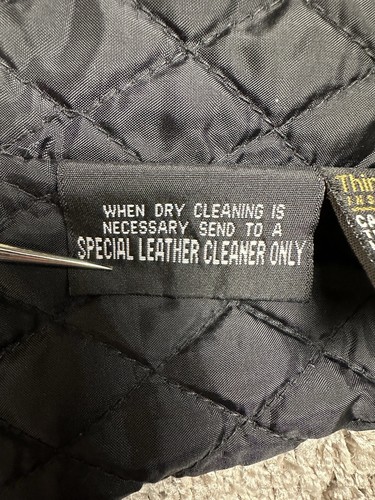 WHEN DRY CLEANING IS
NECESSARY SEND TO A
SPECIAL LEATHER CLEANER ONLY